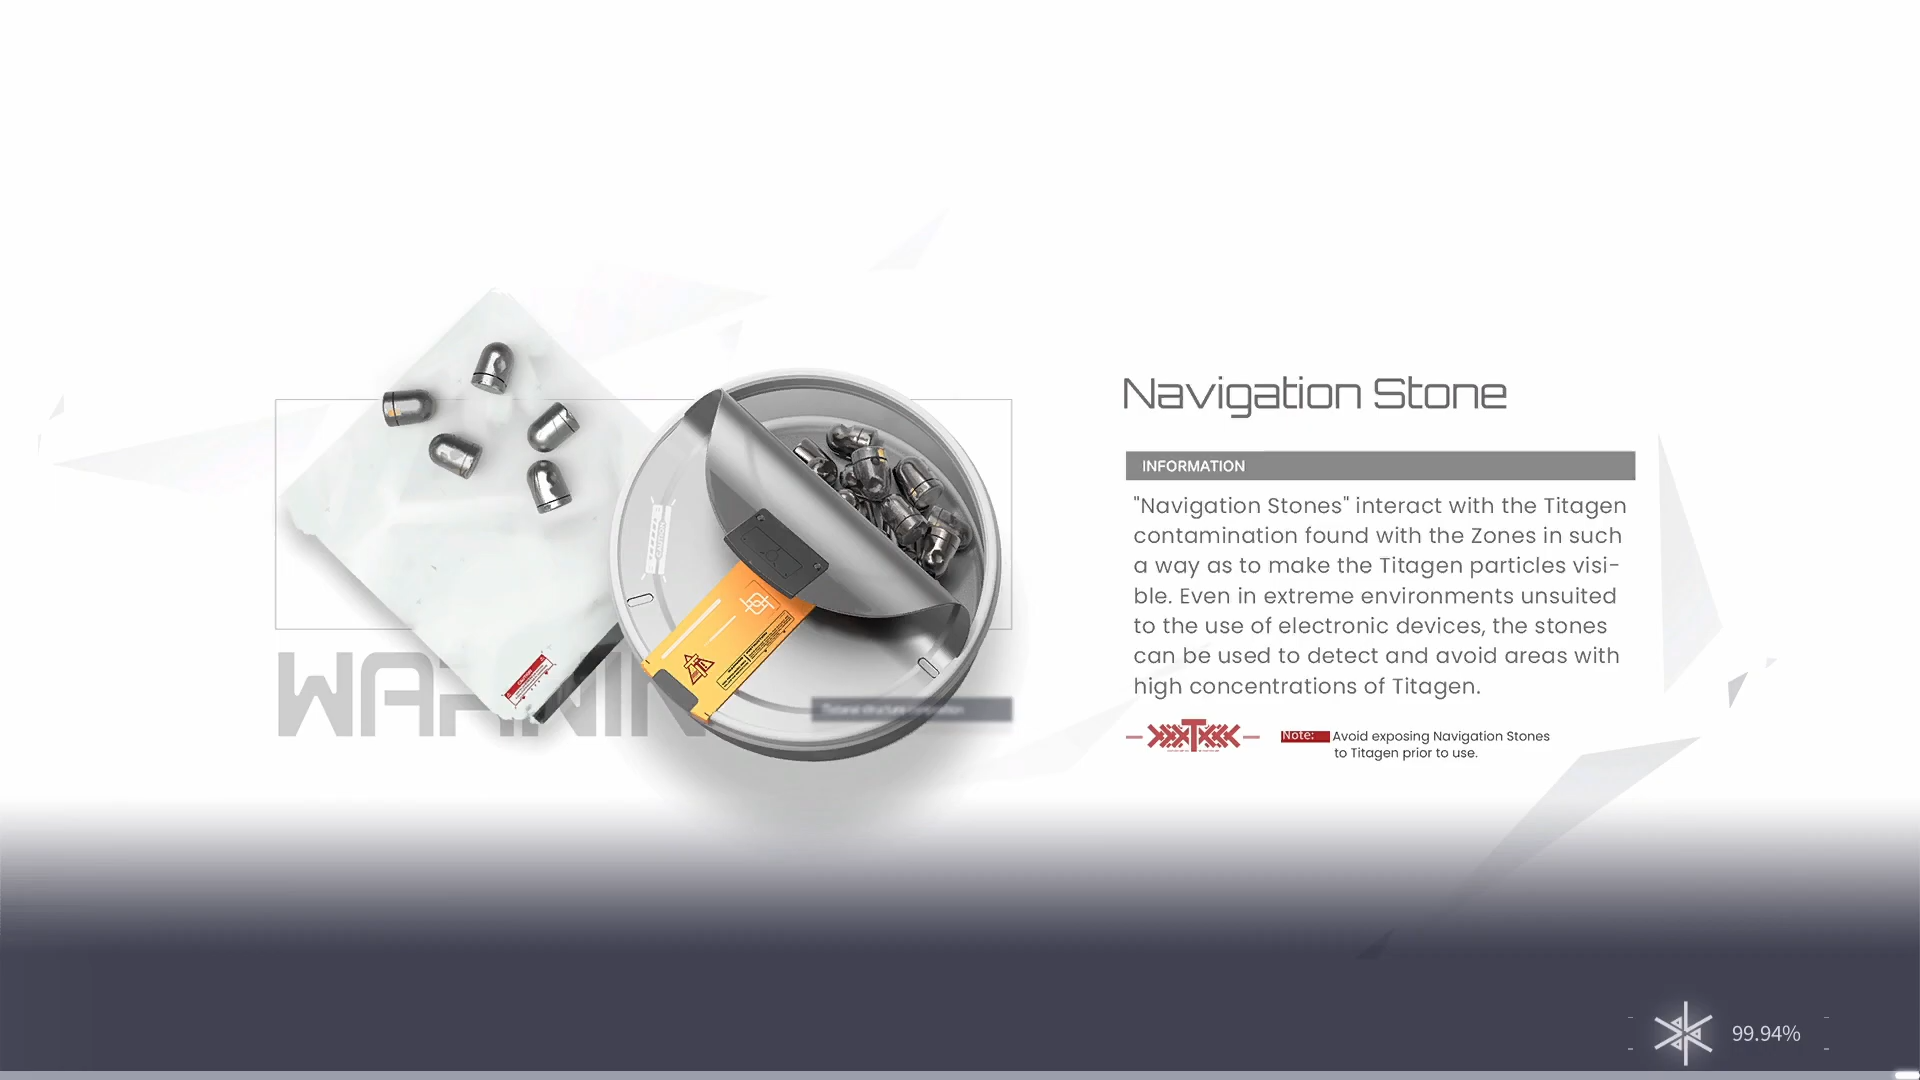 Navigation Stone
INFORMATION
"Navigation Stones" interact with the Titagen
contamination found with the Zones in such
a way as to make the Titagen particles visi-
ble. Even in extreme environments unsuited
to the use of electronic devices, the stones
can be used to detect and avoid areas with
high concentrations of Titagen.
Note: Avoid exposing Navigation Stones
to Titagen prior to use.
99.94%